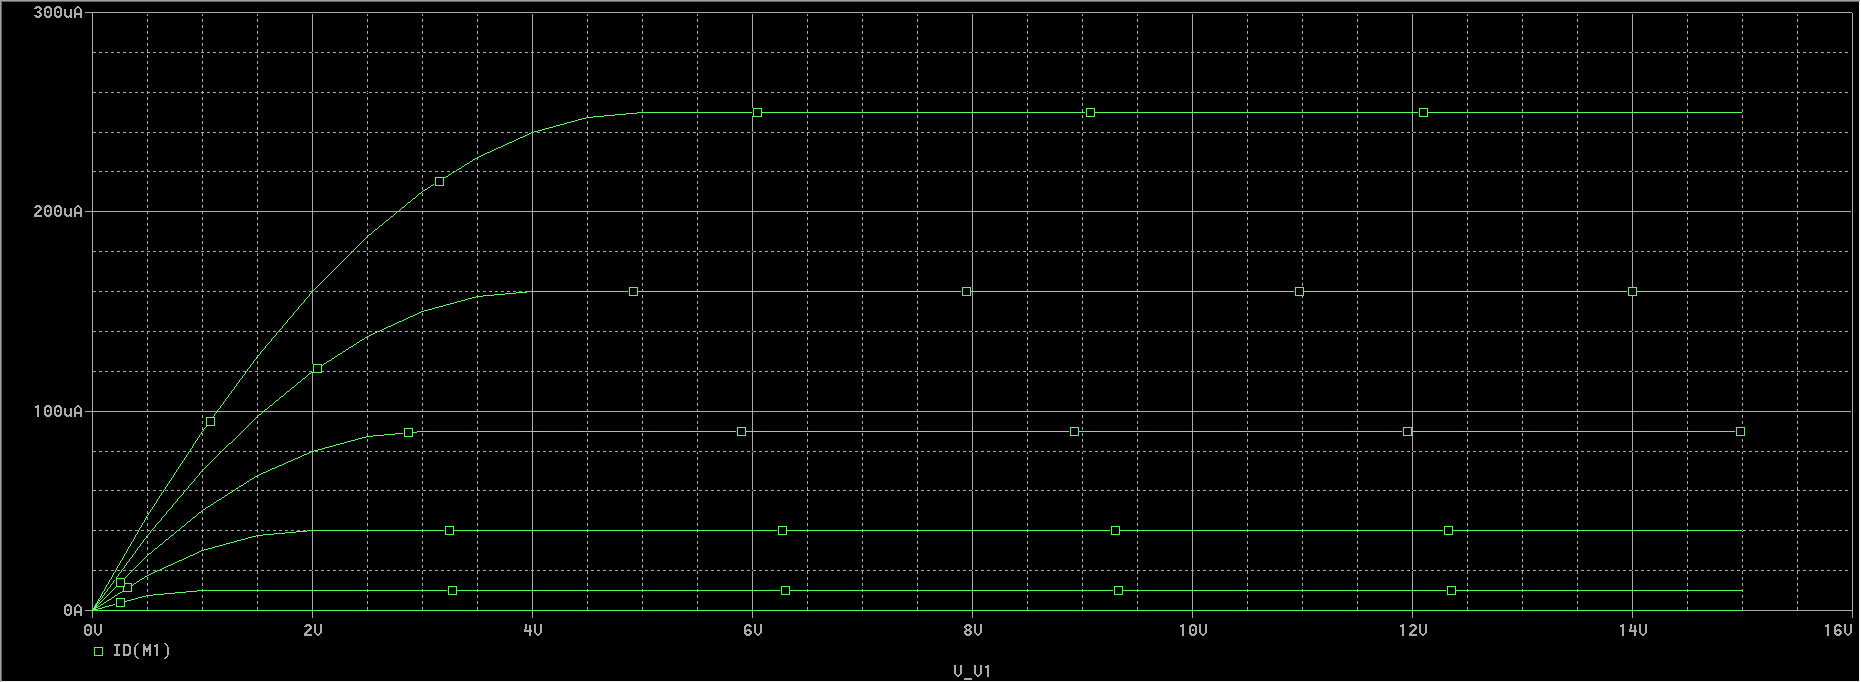 300uA
200uA
100uA
0A
0V 2V 4V 6V 8V 10V 12V 14V 16V
ID(M1)
V_V1